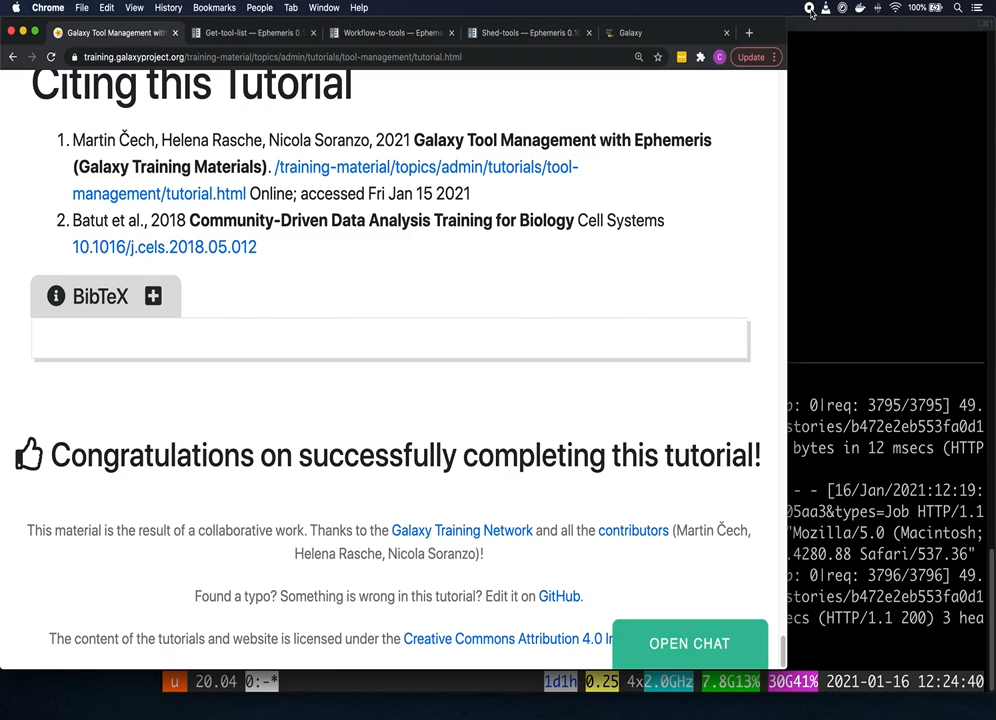 Chrome File Edit View History Bookmarks People Tab Window Help 100%
Galaxy Tool Management with Get-tool-list — Ephemeris 0.1 Workflow-to-tools — Epheme Shed-tools — Ephemeris 0.10 Galaxy
training.galaxyproject.org/training-material/topics/admin/tutorials/tool-management/tutorial.html C Update
Citing this Tutorial
1. Martin Čech, Helena Rasche, Nicola Soranzo, 2021 Galaxy Tool Management with Ephemeris
(Galaxy Training Materials). /training-material/topics/admin/tutorials/tool-
management/tutorial.html Online; accessed Fri Jan 15 2021
2. Batut et al., 2018 Community-Driven Data Analysis Training for Biology Cell Systems
10.1016/j.cels.2018.05.012
BibTeX
Congratulations on successfully completing this tutorial!
This material is the result of a collaborative work. Thanks to the Galaxy Training Network and all the contributors (Martin Čech,
Helena Rasche, Nicola Soranzo)!
Found a typo? Something is wrong in this tutorial? Edit it on GitHub.
The content of the tutorials and website is licensed under the Creative Commons Attribution 4.0 In
OPEN CHAT
p: 0|req: 3795/3795] 49.
stories/b472e2eb553fa0d1
bytes in 12 msecs (HTTP
- - [16/Jan/2021:12:19:
05aa3&types=Job HTTP/1.1
"Mozilla/5.0 (Macintosh;
.4280.88 Safari/537.36"
p: 0|req: 3796/3796] 49.
stories/b472e2eb553fa0d1
ecs (HTTP/1.1 200) 3 hea
u 20.04 0:-* 1d1h 0.25 4x2.0GHz 7.8G13% 30G41% 2021-01-16 12:24:40